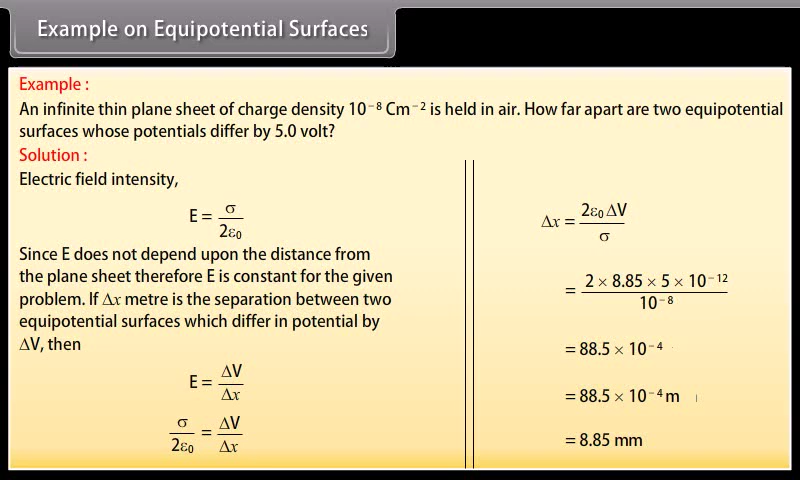 Example on Equipotential Surfaces
Example :
An infinite thin plane sheet of charge density 10⁻⁸ Cm⁻² is held in air. How far apart are two equipotential
surfaces whose potentials differ by 5.0 volt?
Solution :
Electric field intensity,
E = σ / 2ε₀
Since E does not depend upon the distance from
the plane sheet therefore E is constant for the given
problem. If Δx metre is the separation between two
equipotential surfaces which differ in potential by
ΔV, then
E = ΔV / Δx
σ / 2ε₀ = ΔV / Δx
Δx = 2ε₀ ΔV / σ
= 2 × 8.85 × 5 × 10⁻¹² / 10⁻⁸
= 88.5 × 10⁻⁴
= 88.5 × 10⁻⁴ m
= 8.85 mm